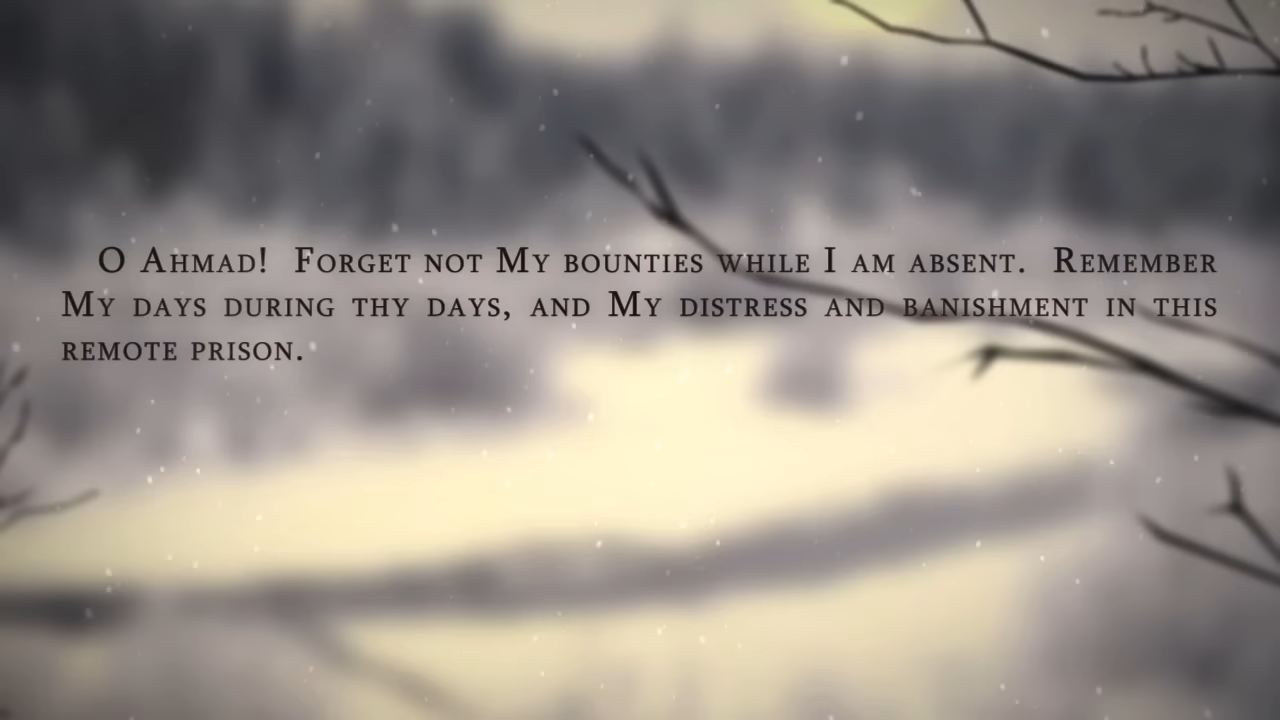 O Ahmad! Forget not My bounties while I am absent. Remember
My days during thy days, and My distress and banishment in this
remote prison.